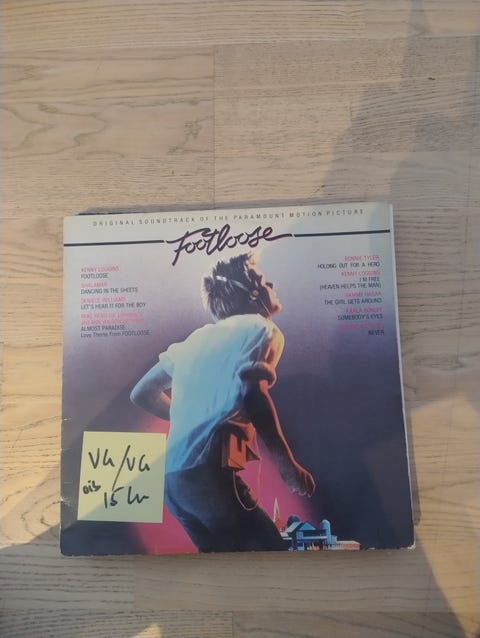 ORIGINAL SOUNDTRACK OF THE PARAMOUNT MOTION PICTURE
Footloose
KENNY LOGGINS
FOOTLOOSE
SHALAMAR
DANCING IN THE SHEETS
DENIECE WILLIAMS
LET'S HEAR IT FOR THE BOY
ALMOST PARADISE
Love Theme From FOOTLOOSE
BONNIE TYLER
HOLDING OUT FOR A HERO
KENNY LOGGINS
I'M FREE
(HEAVEN HELPS THE MAN)
SAMMY HAGAR
THE GIRL GETS AROUND
KARLA BONOFF
SOMEBODY'S EYES
NEVER
VG/VG
ois
15 kr